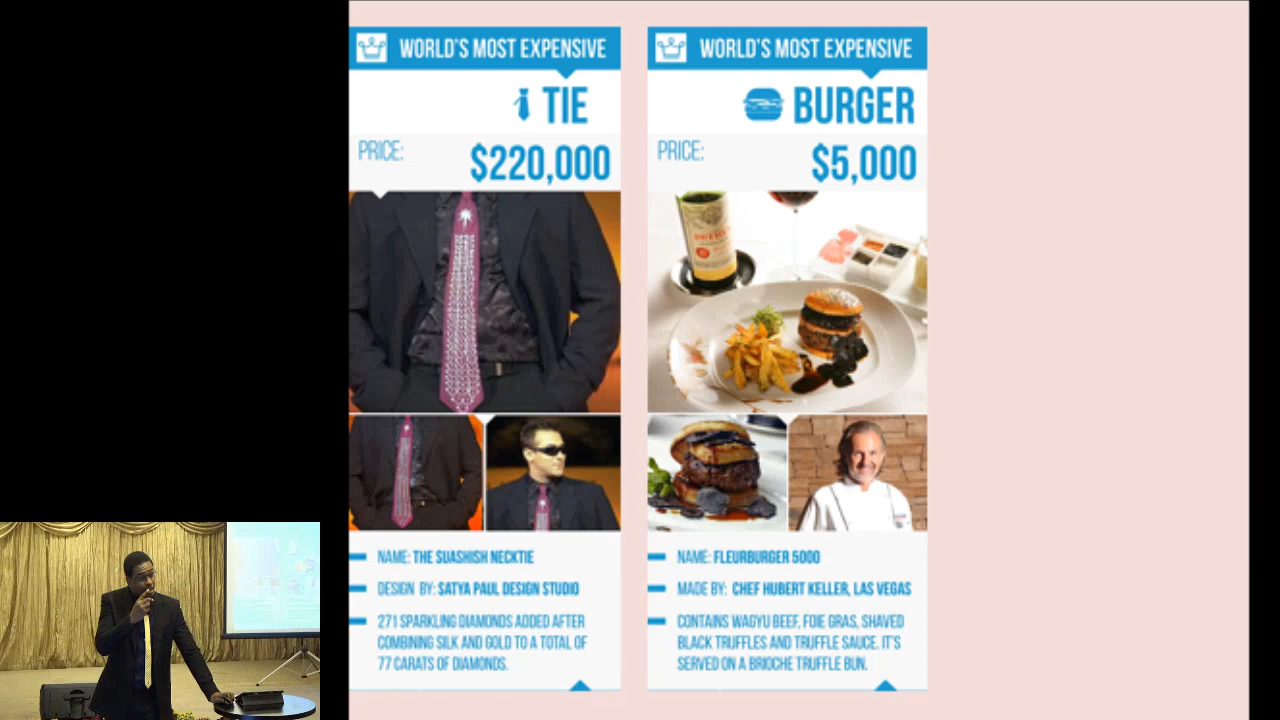 WORLD'S MOST EXPENSIVE
TIE
PRICE:
$220,000
NAME: THE SUASHISH NECKTIE
DESIGN BY: SATYA PAUL DESIGN STUDIO
271 SPARKLING DIAMONDS ADDED AFTER
COMBINING SILK AND GOLD TO A TOTAL OF
77 CARATS OF DIAMONDS.
WORLD'S MOST EXPENSIVE
BURGER
PRICE:
$5,000
NAME: FLEURBURGER 5000
MADE BY: CHEF HUBERT KELLER, LAS VEGAS
CONTAINS WAGYU BEEF, FOIE GRAS, SHAVED
BLACK TRUFFLES AND TRUFFLE SAUCE. IT'S
SERVED ON A BRIOCHE TRUFFLE BUN.